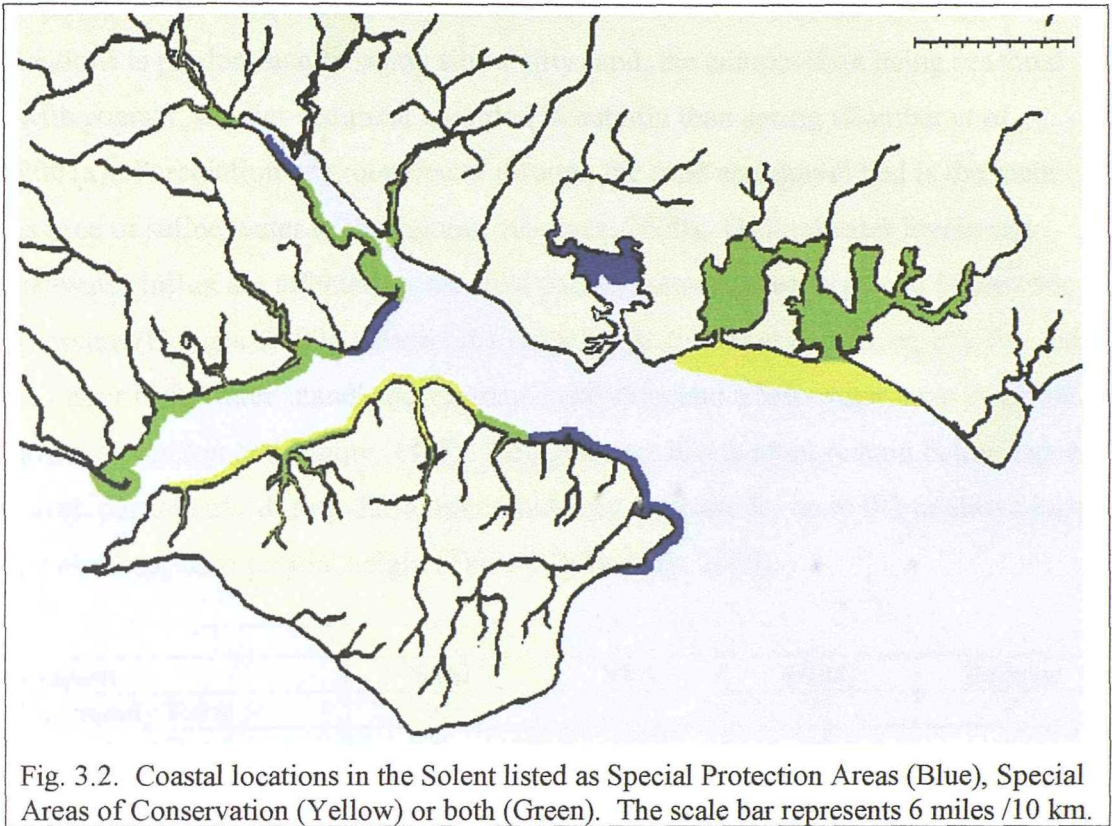 Fig. 3.2.  Coastal locations in the Solent listed as Special Protection Areas (Blue), Special
Areas of Conservation (Yellow) or both (Green).  The scale bar represents 6 miles /10 km.